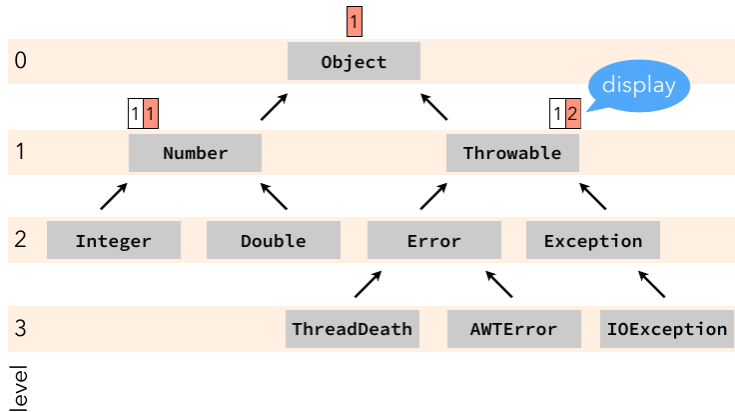 1
0 Object
display
1 1
1 2
1 Number Throwable
2 Integer Double Error Exception
3 ThreadDeath AWTError IOException
level